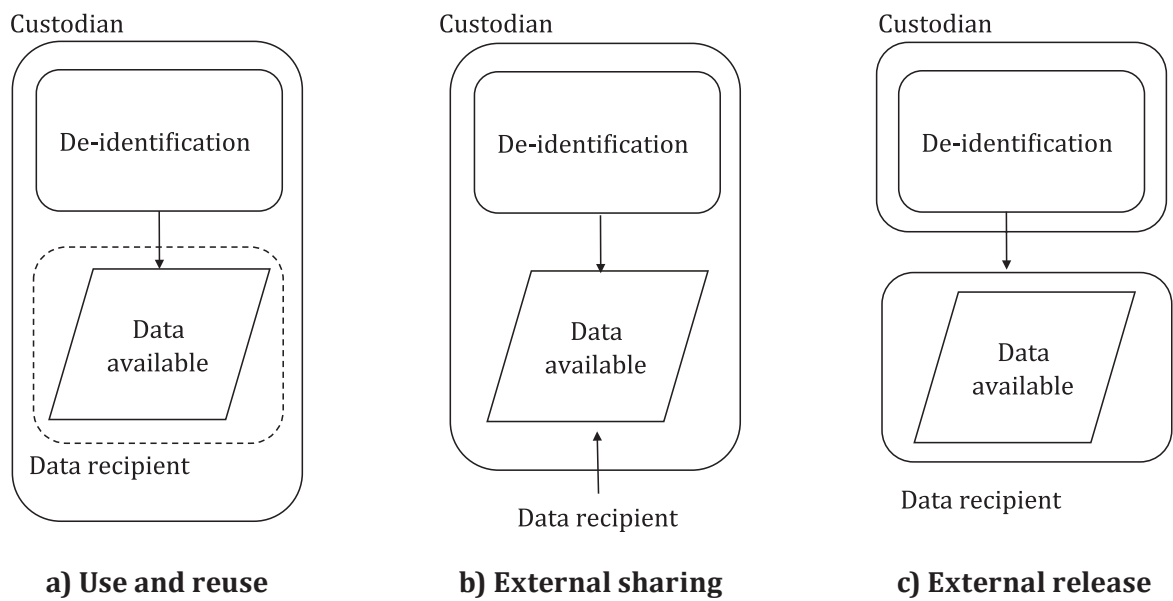 Custodian
De-identification
Data
available
Data recipient
a) Use and reuse
Custodian
De-identification
Data
available
Data recipient
b) External sharing
Custodian
De-identification
Data
available
Data recipient
c) External release